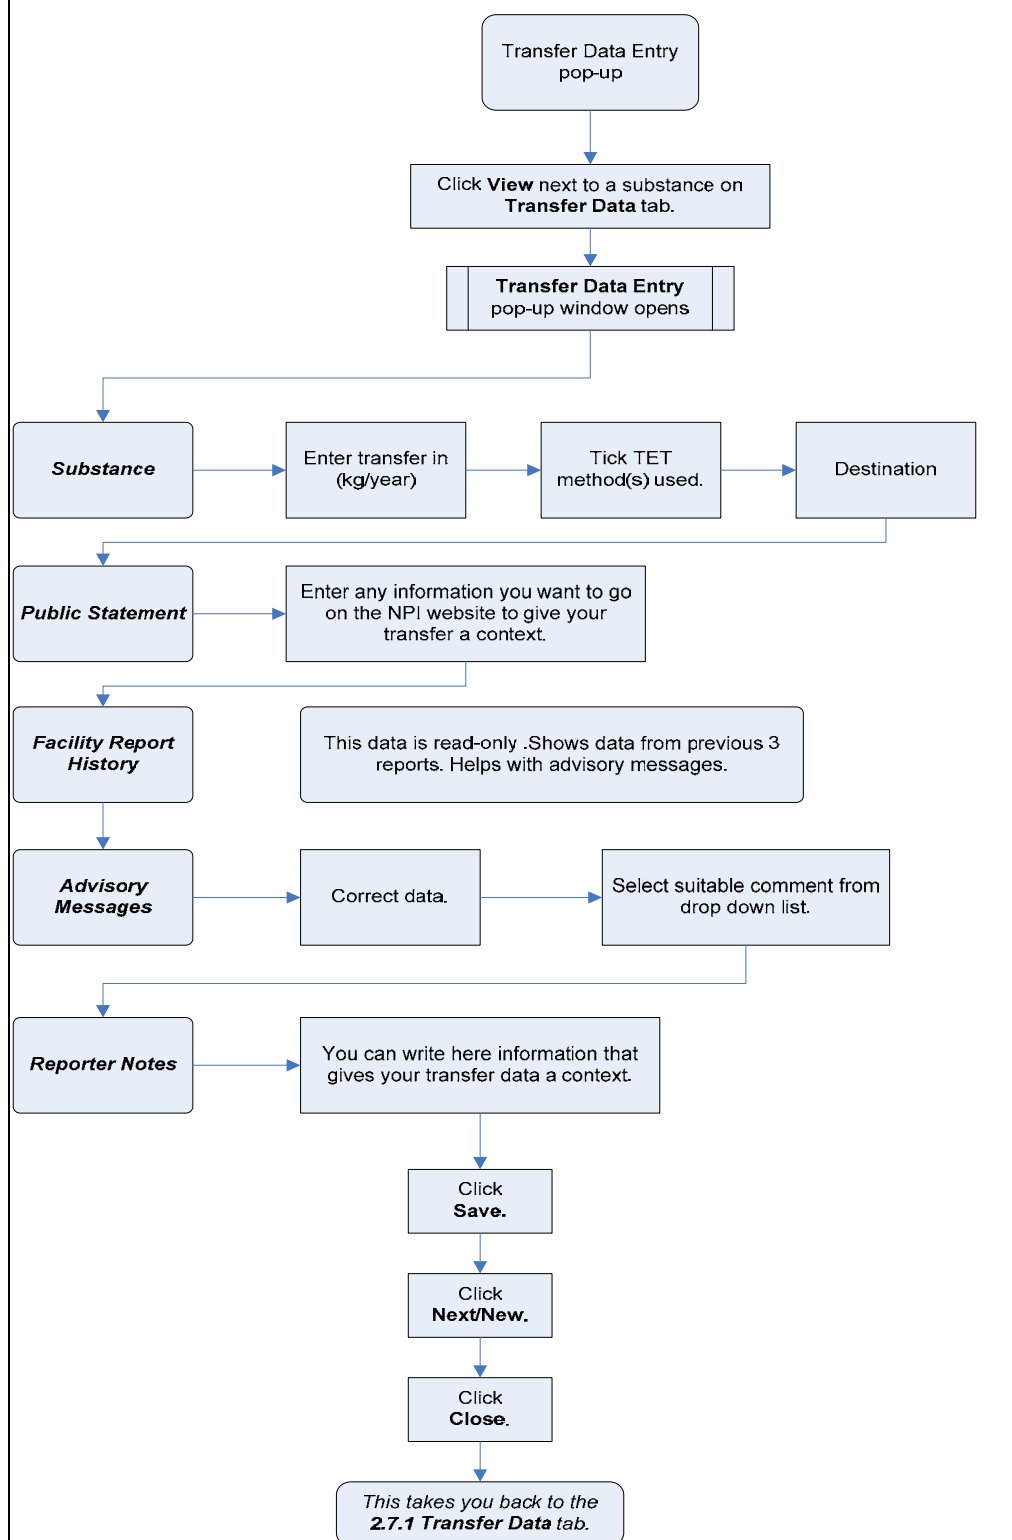 Transfer Data Entry
pop-up
Click View next to a substance on
Transfer Data tab.
Transfer Data Entry
pop-up window opens
Substance
Enter transfer in
(kg/year)
Tick TET
method(s) used.
Destination
Public Statement
Enter any information you want to go
on the NPI website to give your
transfer a context.
Facility Report
History
This data is read-only .Shows data from previous 3
reports. Helps with advisory messages.
Advisory
Messages
Correct data.
Select suitable comment from
drop down list.
Reporter Notes
You can write here information that
gives your transfer data a context.
Click
Save.
Click
Next/New.
Click
Close.
This takes you back to the
2.7.1 Transfer Data tab.